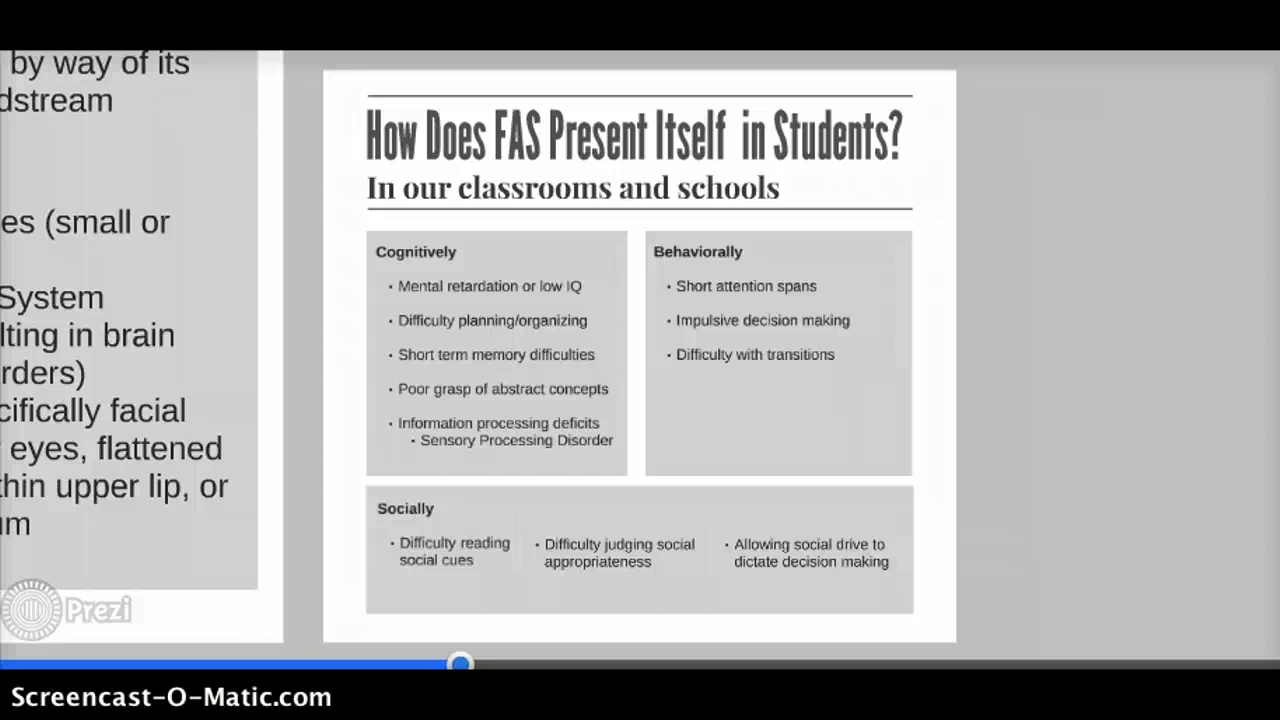 by way of its
dstream
es (small or
System
lting in brain
rders)
cifically facial
eyes, flattened
thin upper lip, or
um
Prezi
How Does FAS Present Itself in Students?
In our classrooms and schools
Cognitively
· Mental retardation or low IQ
· Difficulty planning/organizing
· Short term memory difficulties
· Poor grasp of abstract concepts
· Information processing deficits
· Sensory Processing Disorder
Behaviorally
· Short attention spans
· Impulsive decision making
· Difficulty with transitions
Socially
· Difficulty reading
social cues
· Difficulty judging social
appropriateness
· Allowing social drive to
dictate decision making
Screencast-O-Matic.com